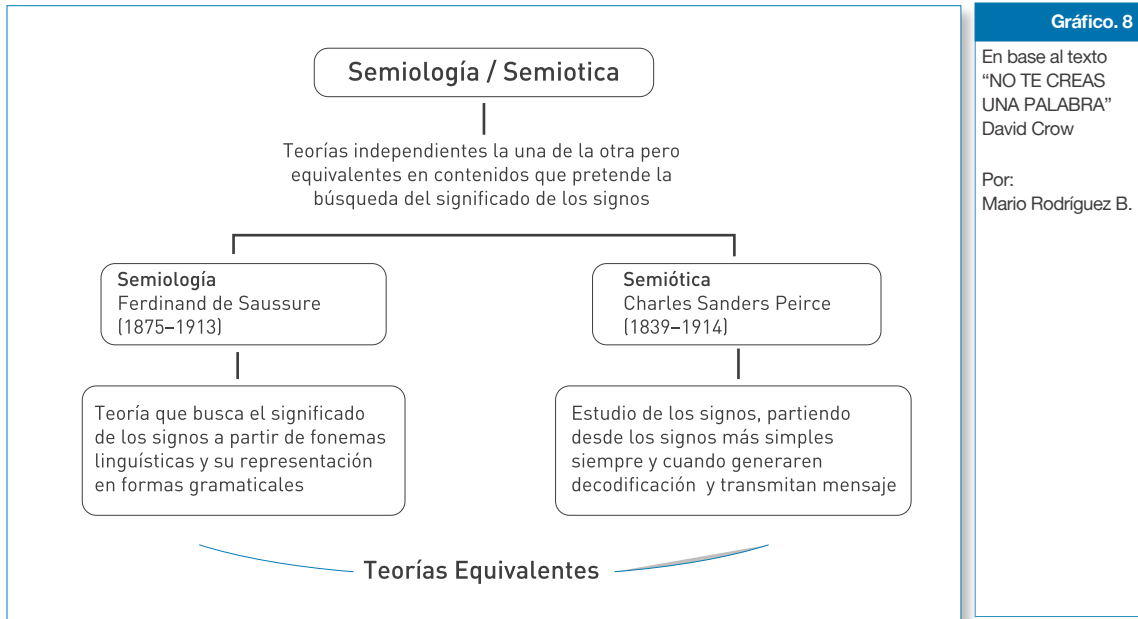 Semiología / Semiotica
Teorías independientes la una de la otra pero
equivalentes en contenidos que pretende la
búsqueda del significado de los signos
Semiología
Ferdinand de Saussure
(1875–1913)
Teoría que busca el significado
de los signos a partir de fonemas
linguísticas y su representación
en formas gramaticales
Semiótica
Charles Sanders Peirce
(1839–1914)
Estudio de los signos, partiendo
desde los signos más simples
siempre y cuando generaren
decodificación y transmitan mensaje
Teorías Equivalentes
Gráfico. 8
En base al texto
“NO TE CREAS
UNA PALABRA”
David Crow
Por:
Mario Rodríguez B.